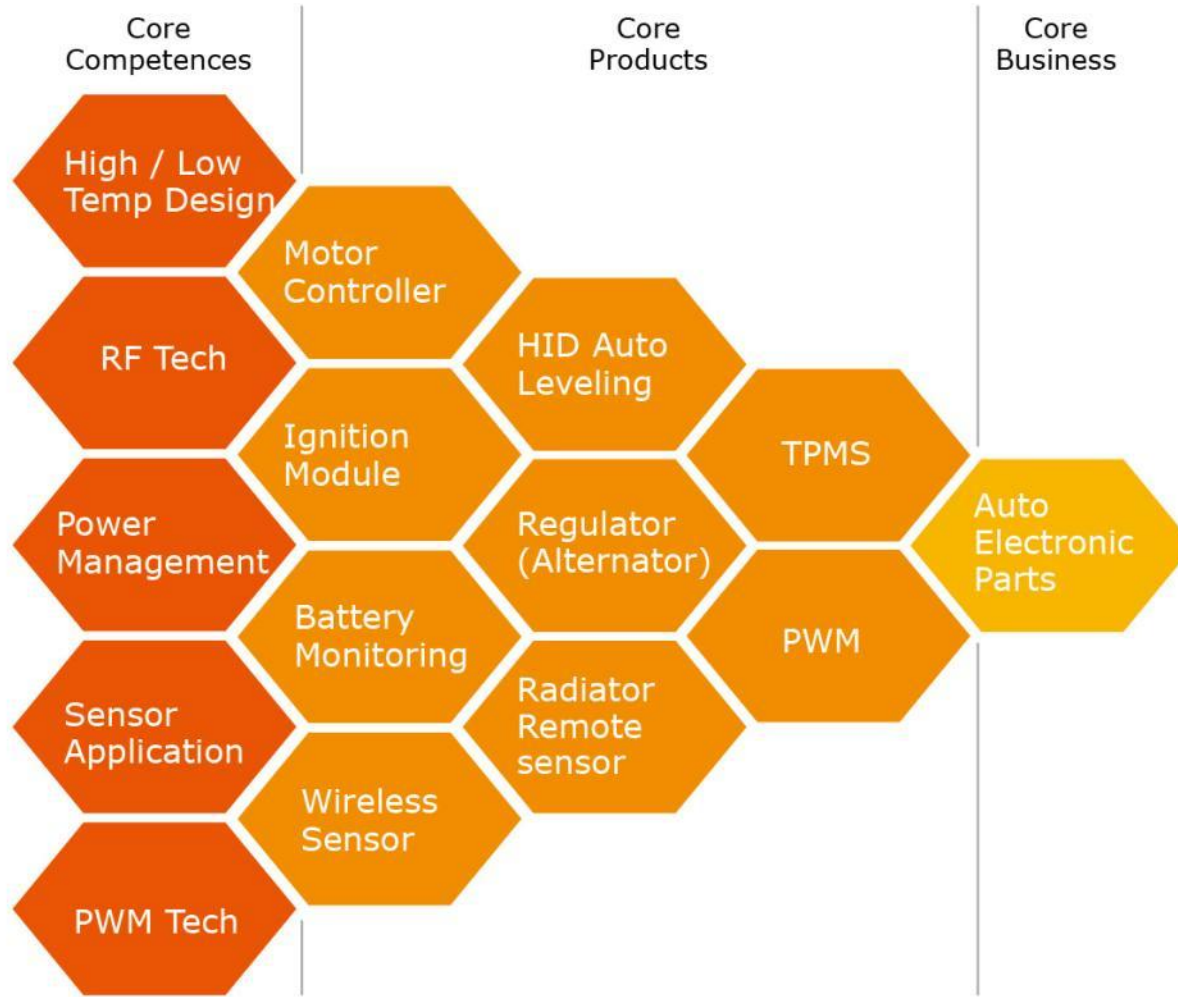 Core
Competences
Core
Products
Core
Business
High / Low
Temp Design
RF Tech
Power
Management
Sensor
Application
PWM Tech
Motor
Controller
Ignition
Module
Battery
Monitoring
Wireless
Sensor
HID Auto
Leveling
Regulator
(Alternator)
Radiator
Remote
sensor
TPMS
PWM
Auto
Electronic
Parts